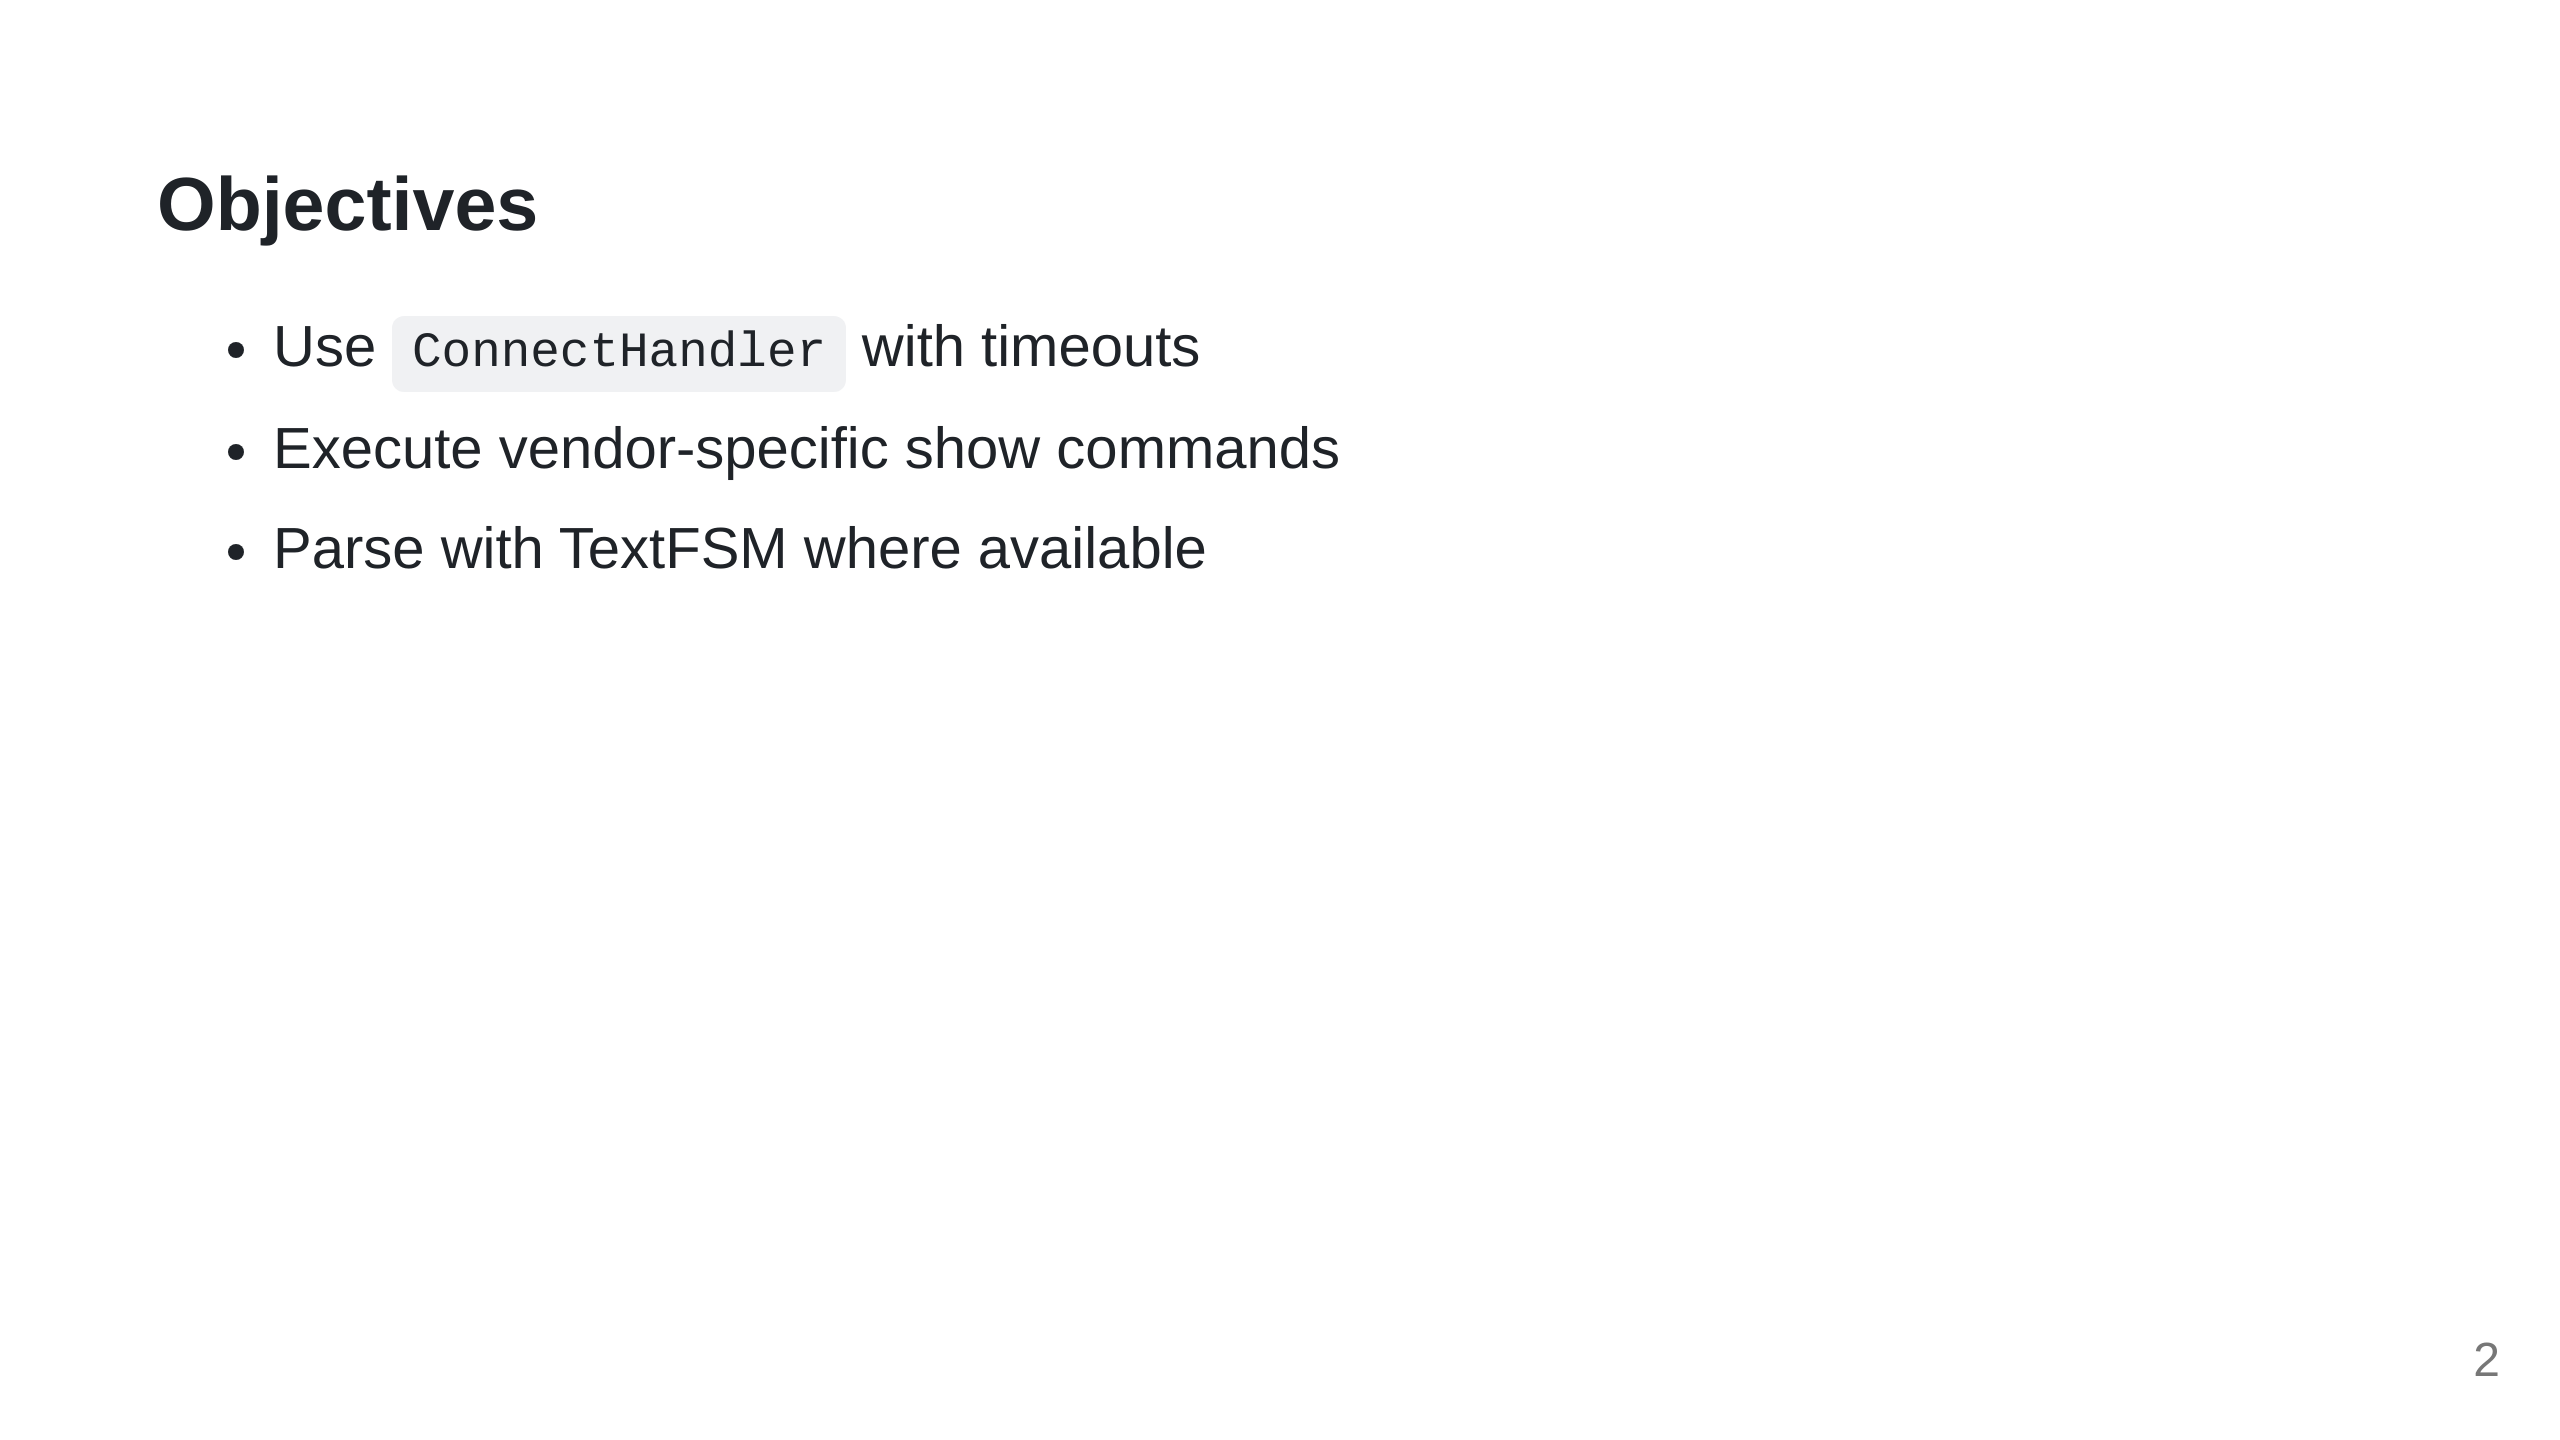 Objectives
• Use ConnectHandler with timeouts
• Execute vendor-specific show commands
• Parse with TextFSM where available
2